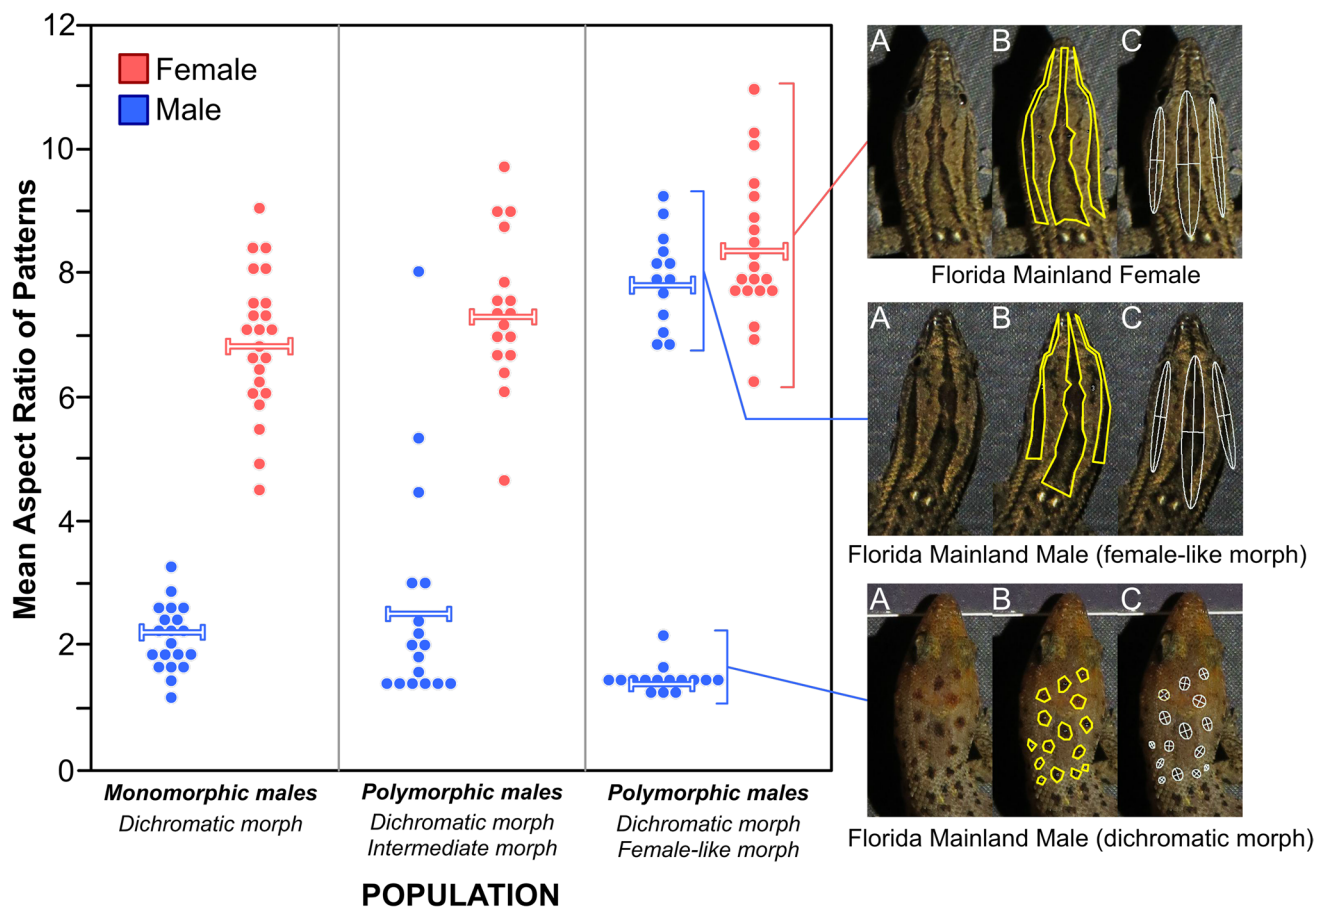 12
10
8
6
4
2
0
Mean Aspect Ratio of Patterns
Female
Male
Monomorphic males
Dichromatic morph
Polymorphic males
Dichromatic morph
Intermediate morph
Polymorphic males
Dichromatic morph
Female-like morph
POPULATION
A B C
Florida Mainland Female
A B C
Florida Mainland Male (female-like morph)
A B C
Florida Mainland Male (dichromatic morph)